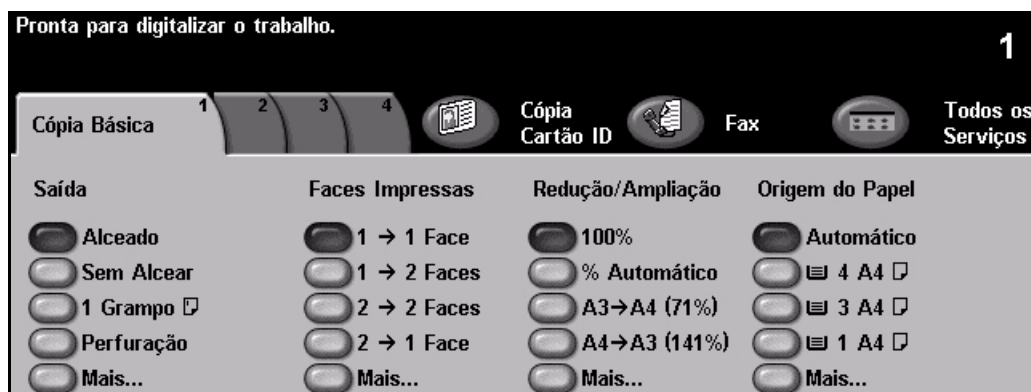 Pronta para digitalizar o trabalho.
1
Cópia Básica 1 2 3 4
Cópia Cartão ID
Fax
Todos os Serviços
Saída
Alceado
Sem Alcear
1 Grampo
Perfuração
Mais...
Faces Impressas
1 → 1 Face
1 → 2 Faces
2 → 2 Faces
2 → 1 Face
Mais...
Redução/Ampliação
100%
% Automático
A3→A4 (71%)
A4→A3 (141%)
Mais...
Origem do Papel
Automático
4 A4
3 A4
1 A4
Mais...